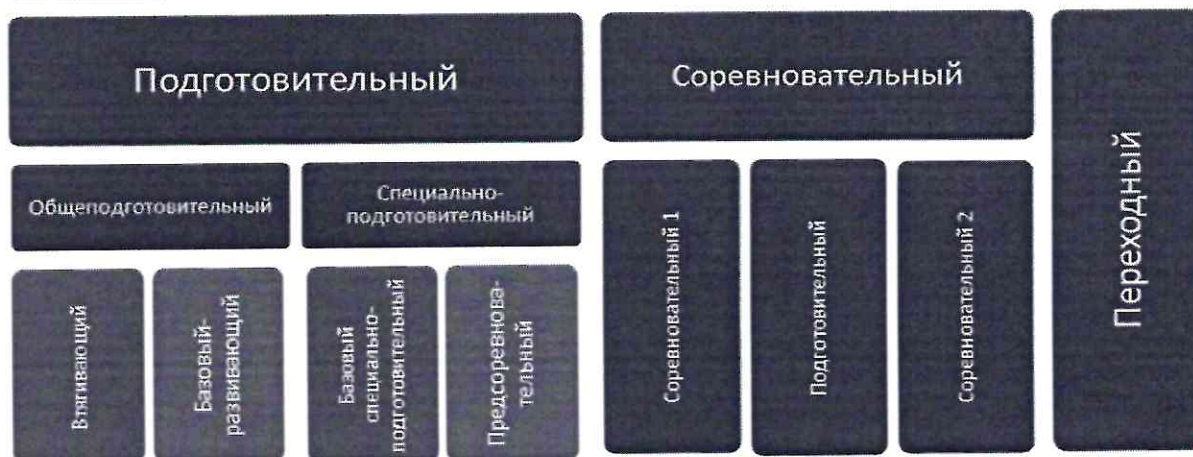 Подготовительный
Соревновательный
Переходный
Общеподготовительный
Специально-
подготовительный
Втягивающий
Базовый-
развивающий
Базовый
специально-
подготовительный
Предсоревнова-
тельный
Соревновательный 1
Подготовительный
Соревновательный 2